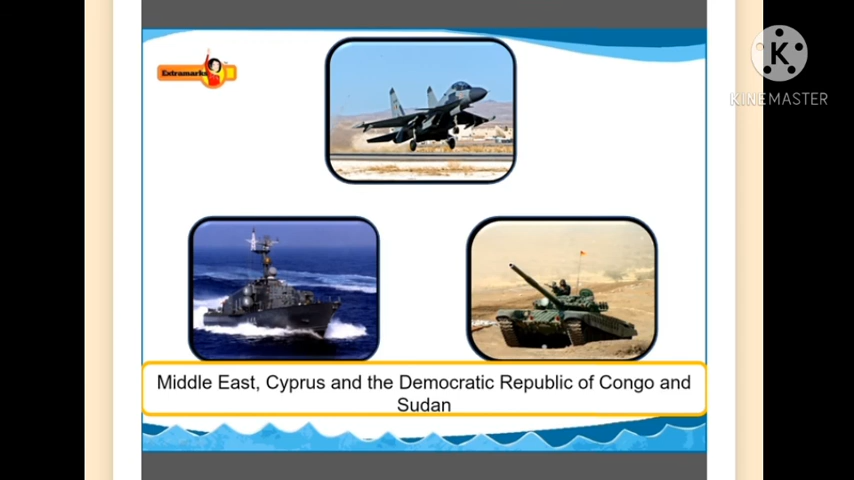 Extramarks
K
KINEMASTER
Middle East, Cyprus and the Democratic Republic of Congo and
Sudan